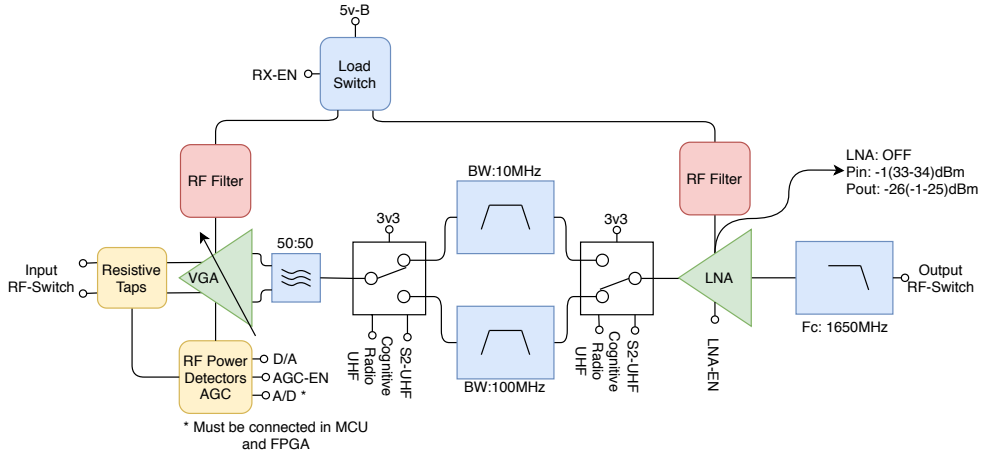 5v-B
Load
Switch
RX-EN
RF Filter
RF Filter
LNA: OFF
Pin: -1(33-34)dBm
Pout: -26(-1-25)dBm
BW:10MHz
3v3
3v3
50:50
Input
RF-Switch
Resistive
Taps
VGA
LNA
Output
RF-Switch
Fc: 1650MHz
S2-UHF
Cognitive
Radio
UHF
S2-UHF
Cognitive
Radio
UHF
LNA-EN
BW:100MHz
RF Power
Detectors
AGC
D/A
AGC-EN
A/D *
* Must be connected in MCU
and FPGA